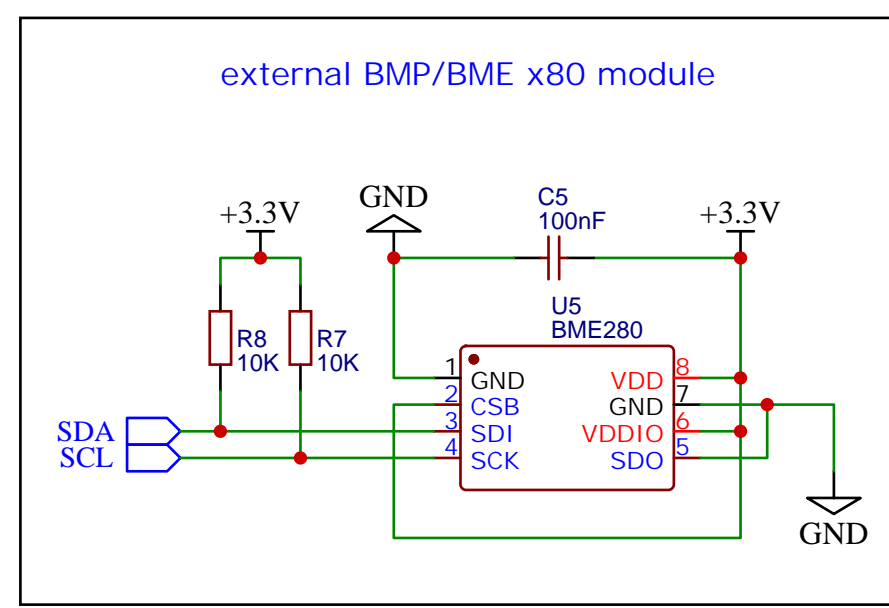 external BMP/BME x80 module
+3.3V
GND
C5
100nF
+3.3V
R8
10K
R7
10K
U5
BME280
1
GND
2
CSB
3
SDI
4
SCK
VDD
8
GND
7
VDDIO
6
SDO
5
SDA
SCL
GND